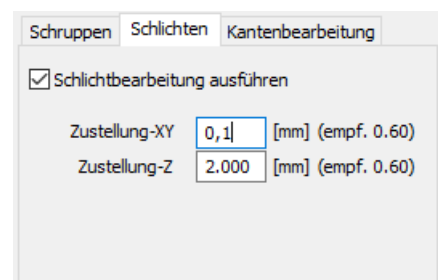 Schruppen Schlichten Kantenbearbeitung
Schlichtbearbeitung ausführen
Zustellung-XY 0,1 [mm] (empf. 0.60)
Zustellung-Z 2.000 [mm] (empf. 0.60)